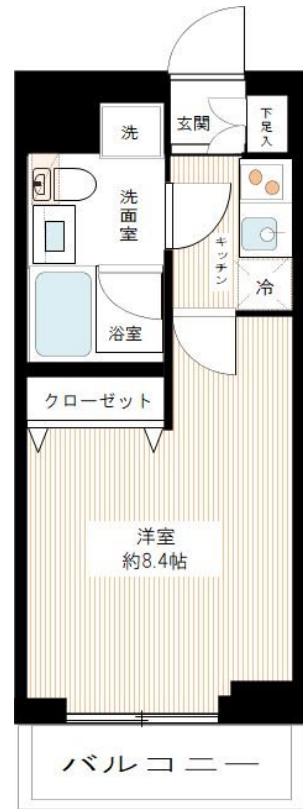 玄関
下足入
洗
洗面室
キッチン
冷
浴室
クローゼット
洋室
約8.4帖
バルコニー